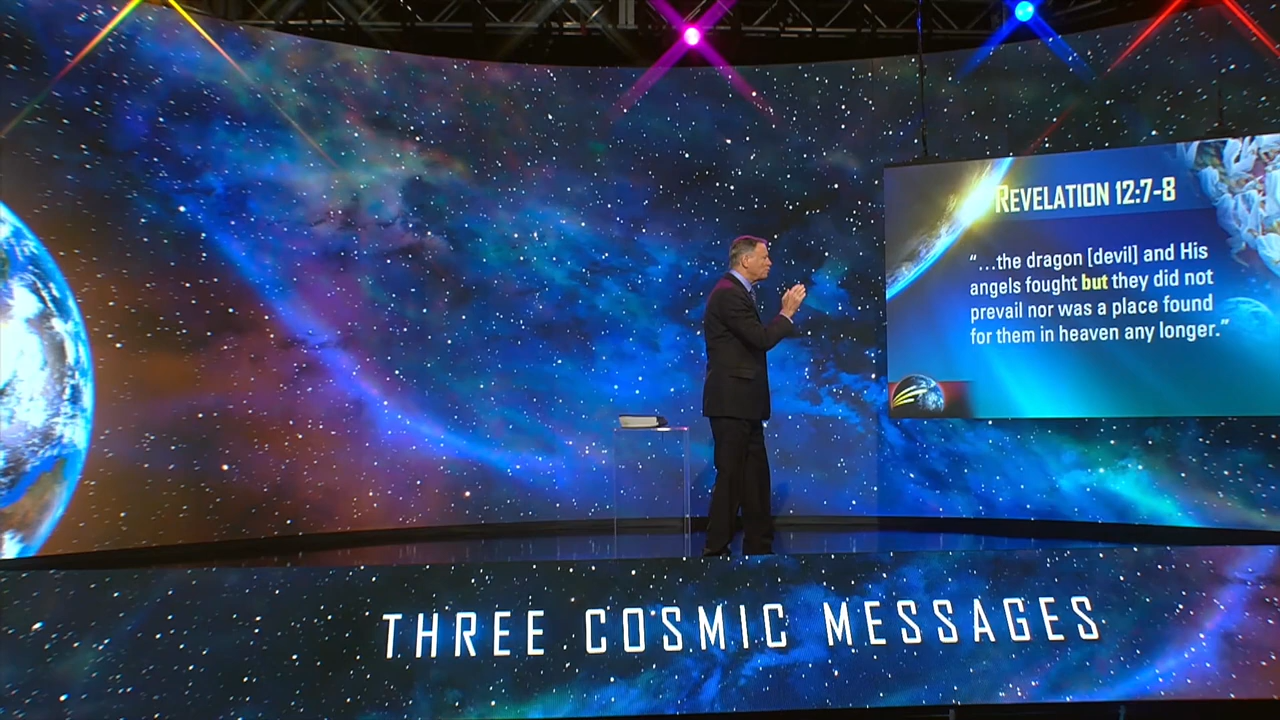 REVELATION 12:7-8
“…the dragon [devil] and His
angels fought but they did not
prevail nor was a place found
for them in heaven any longer.”
THREE COSMIC MESSAGES